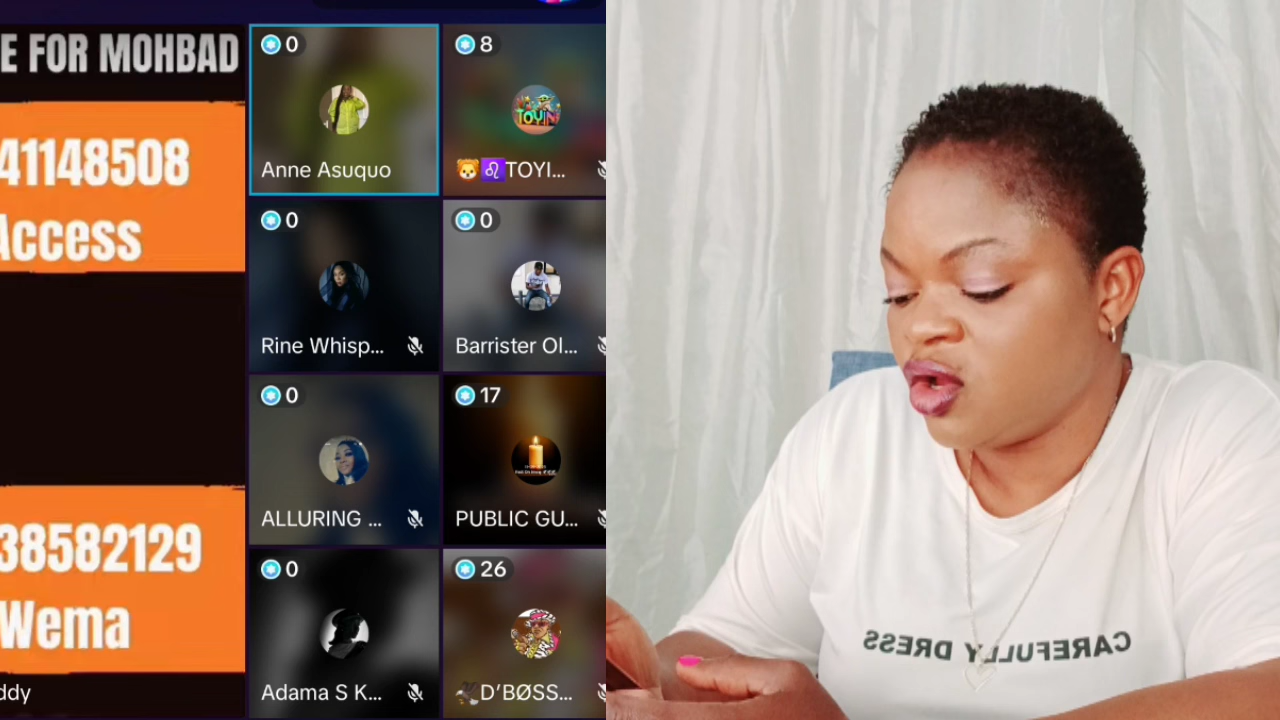 E FOR MOHBAD
41148508
Access
38582129
Wema
ddy
0
Anne Asuquo
8
TOYIN
🐯♌TOYI...
0
Rine Whisp...
0
Barrister Ol...
0
ALLURING ...
17
PUBLIC GU...
0
Adama S K...
26
D'BØSS...
CAREFULLY DRESS